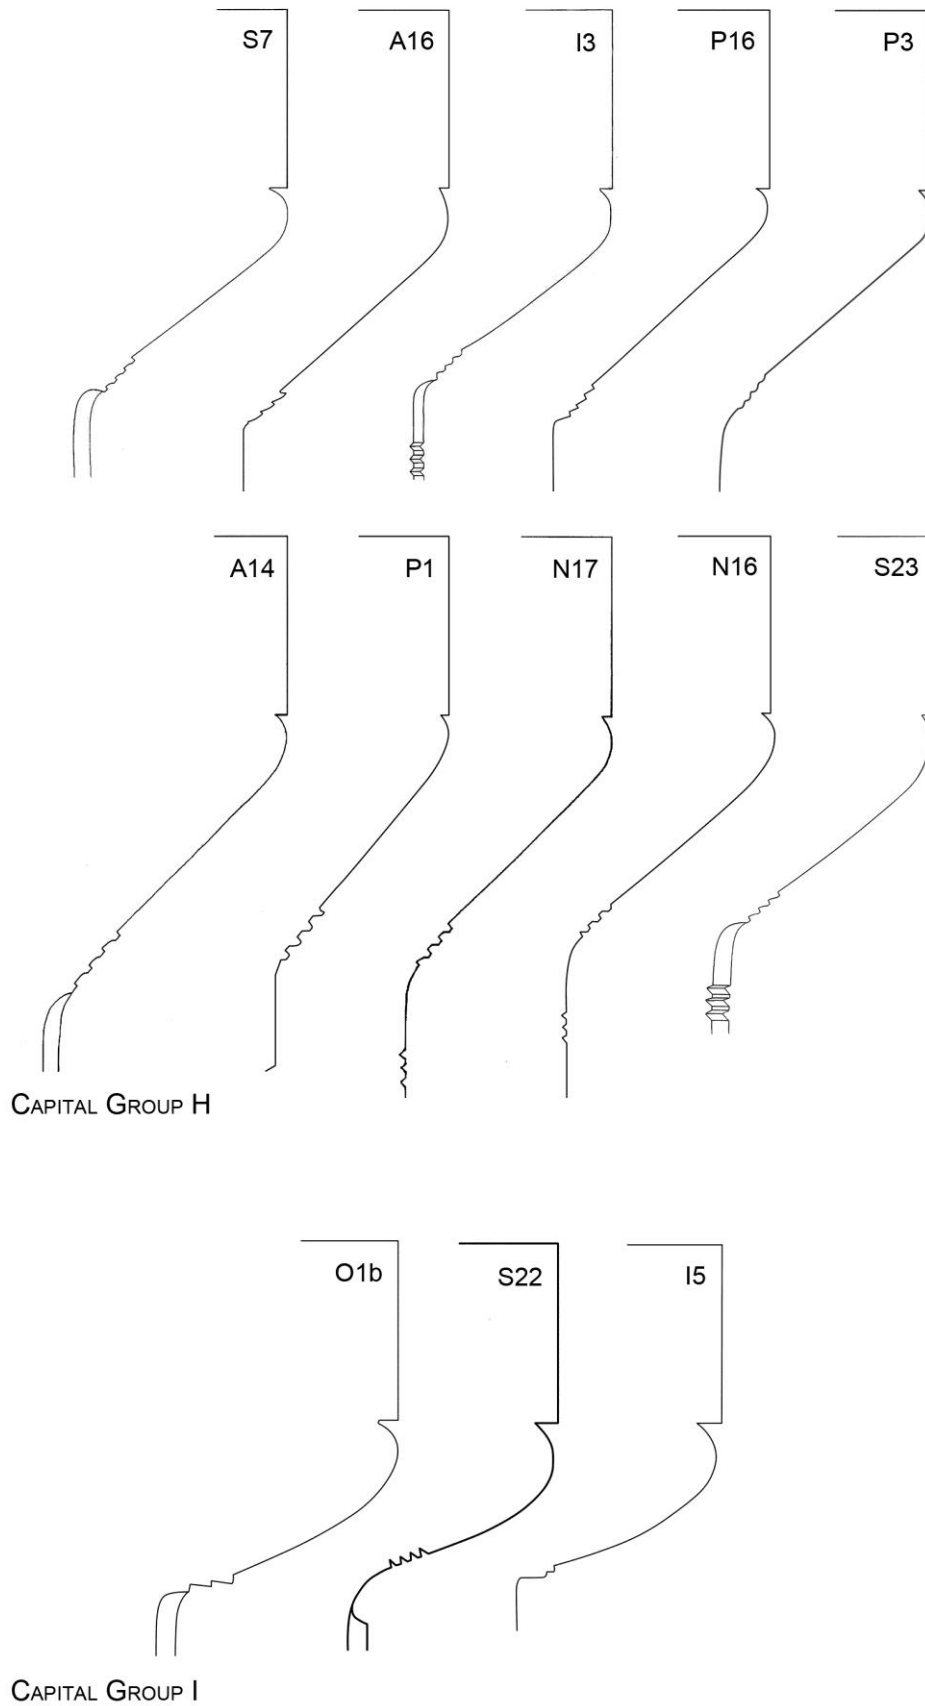 S7 A16 I3 P16 P3
A14 P1 N17 N16 S23
CAPITAL GROUP H
O1b S22 I5
CAPITAL GROUP I